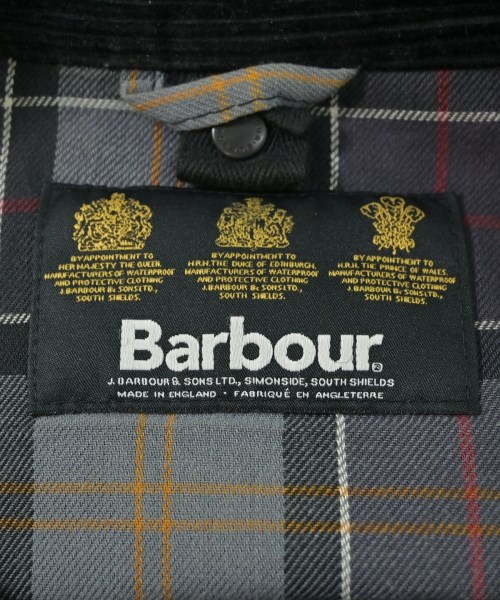 BY APPOINTMENT TO
HER MAJESTY THE QUEEN
MANUFACTURERS OF WATERPROOF
AND PROTECTIVE CLOTHING
J.BARBOUR & SONS LTD.,
SOUTH SHIELDS.
BY APPOINTMENT TO
H.R.H. THE DUKE OF EDINBURGH.
MANUFACTURERS OF WATERPROOF
AND PROTECTIVE CLOTHING
J.BARBOUR & SONS LTD.,
SOUTH SHIELDS.
BY APPOINTMENT TO
H.R.H. THE PRINCE OF WALES.
MANUFACTURERS OF WATERPROOF
AND PROTECTIVE CLOTHING
J.BARBOUR & SONS LTD.,
SOUTH SHIELDS.
Barbour®
J. BARBOUR & SONS LTD., SIMONSIDE, SOUTH SHIELDS
MADE IN ENGLAND · FABRIQUÉ EN ANGLETERRE